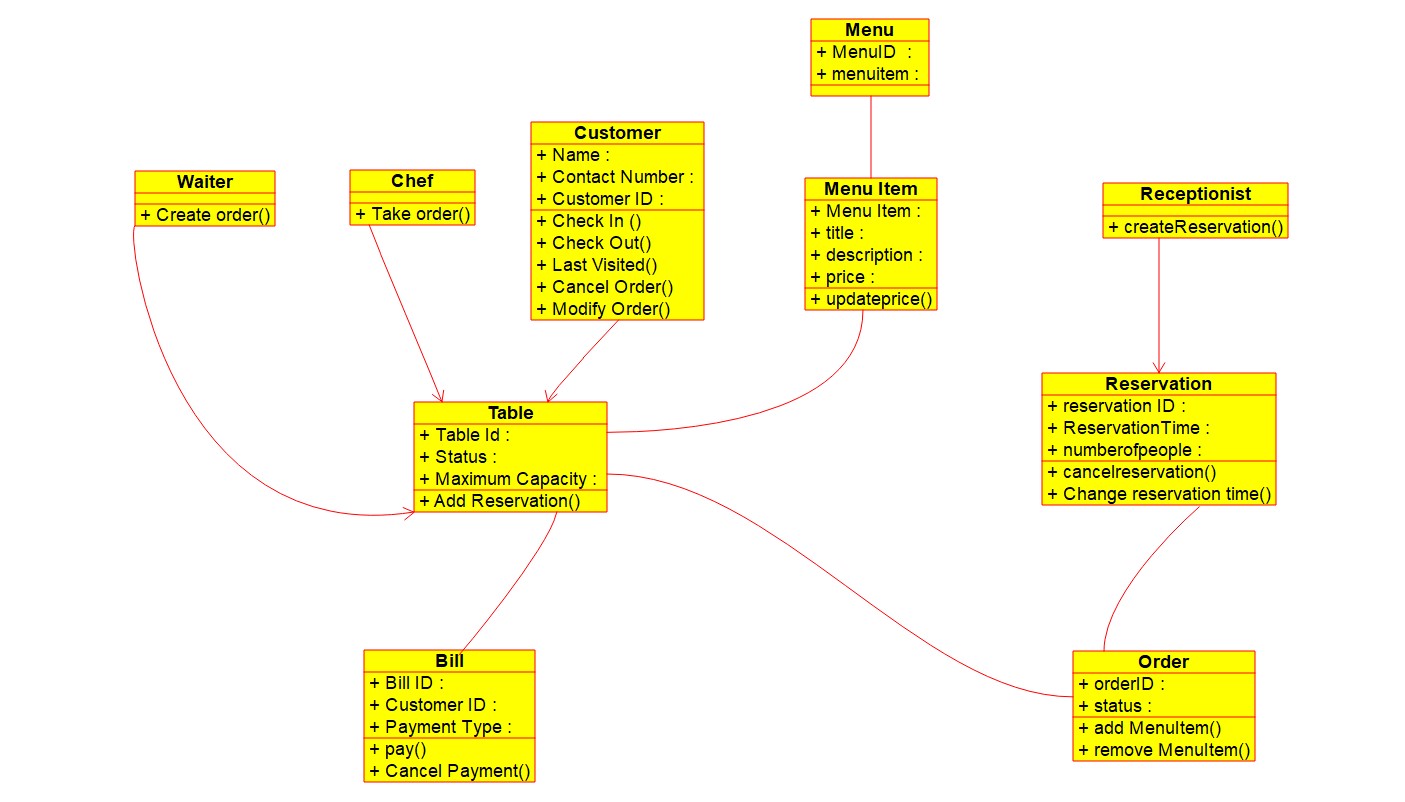 Menu
+ MenuID :
+ menuitem :
Customer
+ Name :
+ Contact Number :
+ Customer ID :
+ Check In ()
+ Check Out()
+ Last Visited()
+ Cancel Order()
+ Modify Order()
Waiter
+ Create order()
Chef
+ Take order()
Menu Item
+ Menu Item :
+ title :
+ description :
+ price :
+ updateprice()
Receptionist
+ createReservation()
Table
+ Table Id :
+ Status :
+ Maximum Capacity :
+ Add Reservation()
Reservation
+ reservation ID :
+ ReservationTime :
+ numberofpeople :
+ cancelreservation()
+ Change reservation time()
Bill
+ Bill ID :
+ Customer ID :
+ Payment Type :
+ pay()
+ Cancel Payment()
Order
+ orderID :
+ status :
+ add MenuItem()
+ remove MenuItem()